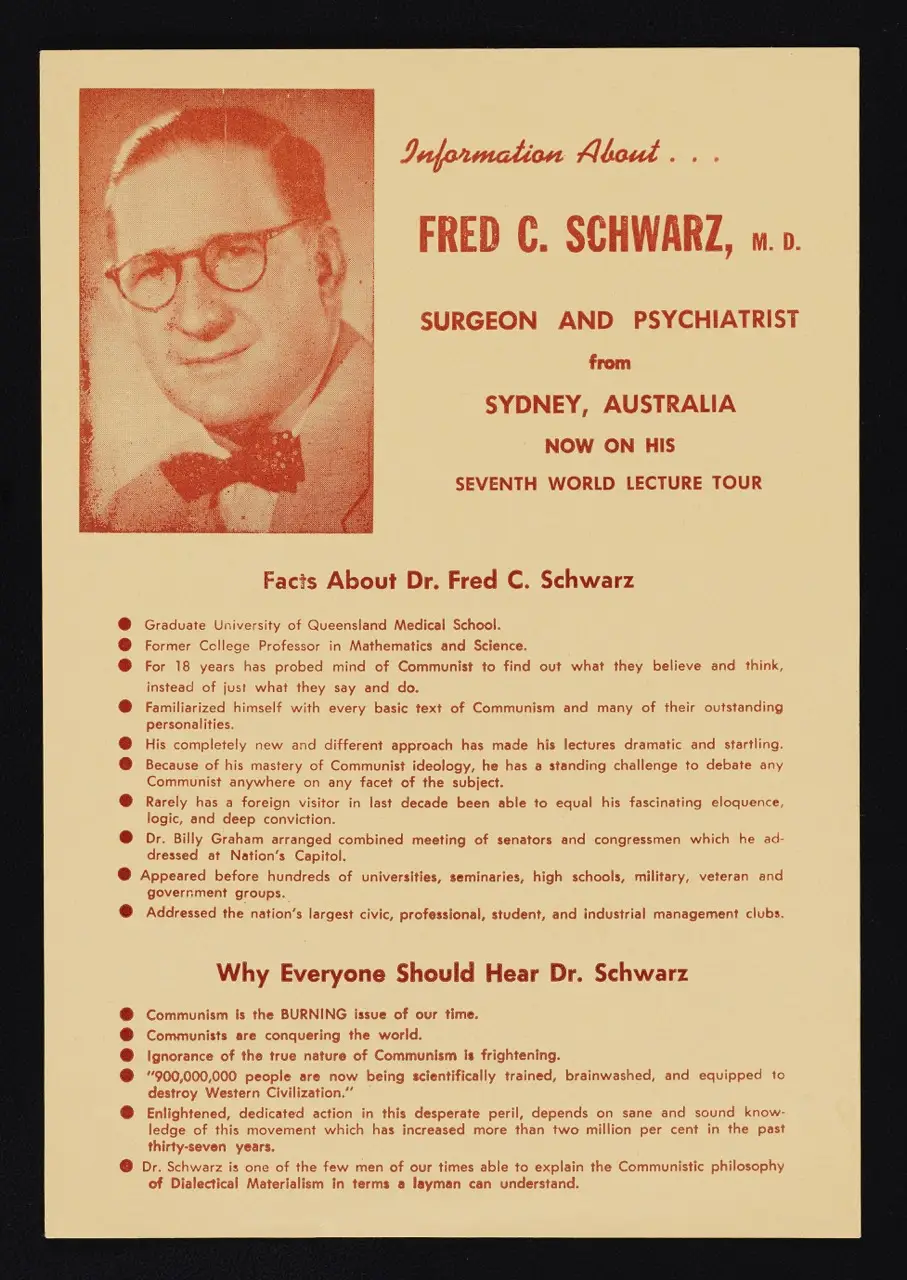 Information About . . .
FRED C. SCHWARZ, M. D.
SURGEON AND PSYCHIATRIST
from
SYDNEY, AUSTRALIA
NOW ON HIS
SEVENTH WORLD LECTURE TOUR
Facts About Dr. Fred C. Schwarz
● Graduate University of Queensland Medical School.
● Former College Professor in Mathematics and Science.
● For 18 years has probed mind of Communist to find out what they believe and think,
instead of just what they say and do.
● Familiarized himself with every basic text of Communism and many of their outstanding
personalities.
● His completely new and different approach has made his lectures dramatic and startling.
● Because of his mastery of Communist ideology, he has a standing challenge to debate any
Communist anywhere on any facet of the subject.
● Rarely has a foreign visitor in last decade been able to equal his fascinating eloquence,
logic, and deep conviction.
● Dr. Billy Graham arranged combined meeting of senators and congressmen which he ad-
dressed at Nation's Capitol.
● Appeared before hundreds of universities, seminaries, high schools, military, veteran and
government groups.
● Addressed the nation's largest civic, professional, student, and industrial management clubs.
Why Everyone Should Hear Dr. Schwarz
● Communism is the BURNING issue of our time.
● Communists are conquering the world.
● Ignorance of the true nature of Communism is frightening.
● "900,000,000 people are now being scientifically trained, brainwashed, and equipped to
destroy Western Civilization."
● Enlightened, dedicated action in this desperate peril, depends on sane and sound know-
ledge of this movement which has increased more than two million per cent in the past
thirty-seven years.
● Dr. Schwarz is one of the few men of our times able to explain the Communistic philosophy
of Dialectical Materialism in terms a layman can understand.